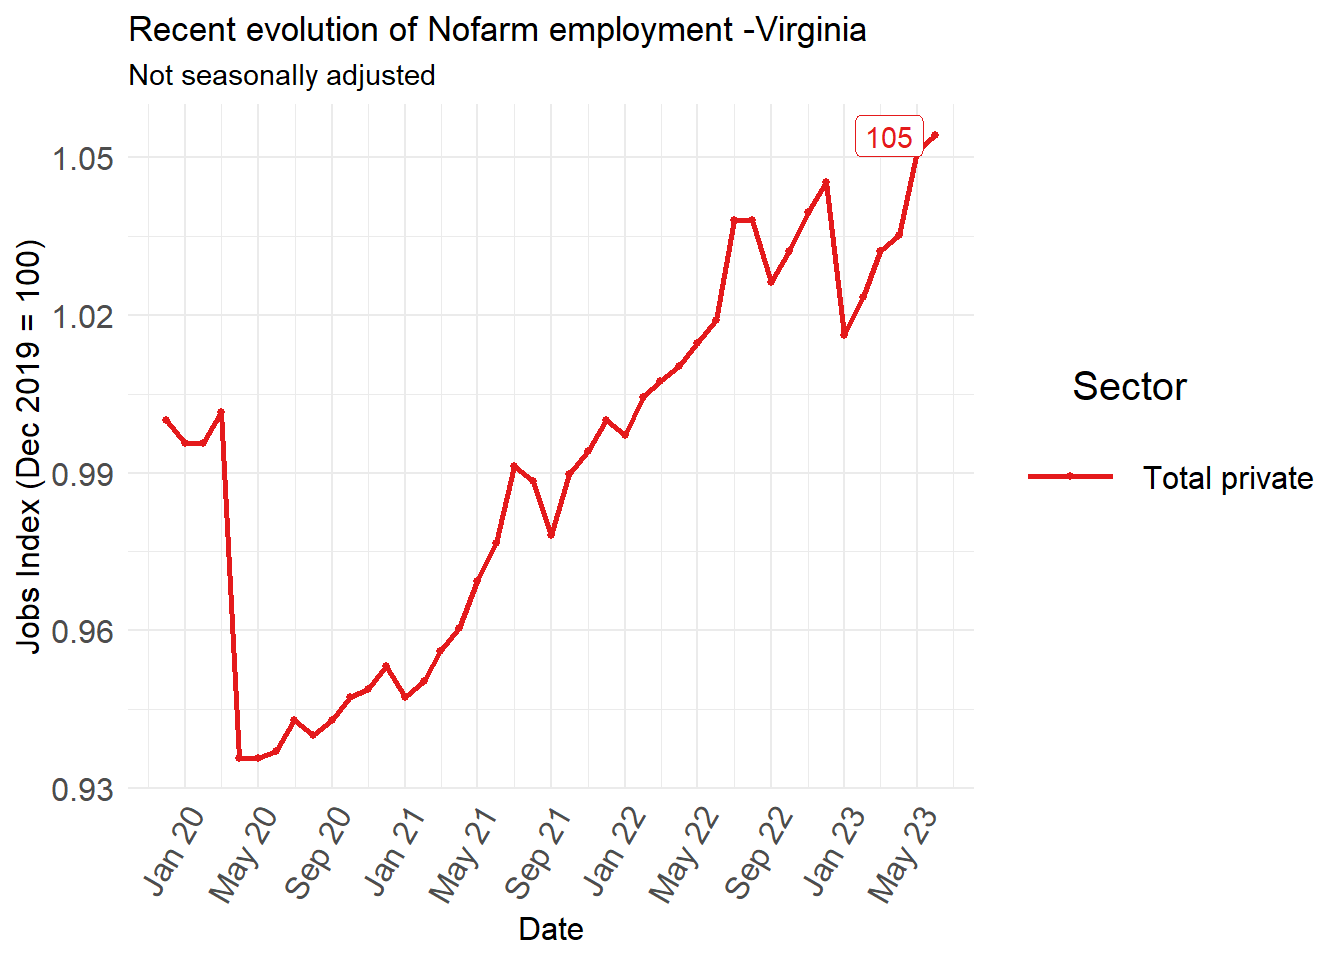 Recent evolution of Nofarm employment -Virginia
Not seasonally adjusted
105
1.05
1.02
0.99
0.96
0.93
Jobs Index (Dec 2019 = 100)
Jan 20
May 20
Sep 20
Jan 21
May 21
Sep 21
Jan 22
May 22
Sep 22
Jan 23
May 23
Date
Sector
Total private